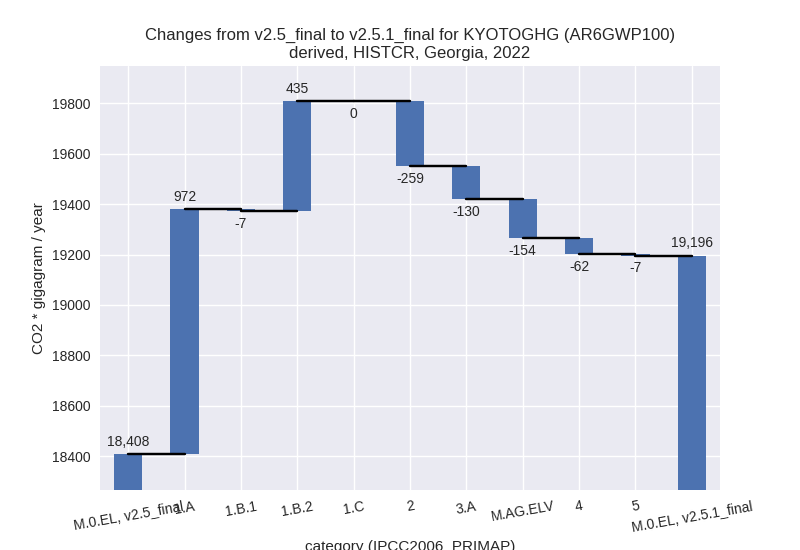 Changes from v2.5_final to v2.5.1_final for KYOTOGHG (AR6GWP100)
derived, HISTCR, Georgia, 2022
CO2 * gigagram / year
19800
19600
19400
19200
19000
18800
18600
18400
18,408
972
-7
435
0
-259
-130
-154
-62
-7
19,196
M.0.EL, v2.5_final
1.A
1.B.1
1.B.2
1.C
2
3.A
M.AG.ELV
4
5
M.0.EL, v2.5.1_final
category (IPCC2006_PRIMAP)